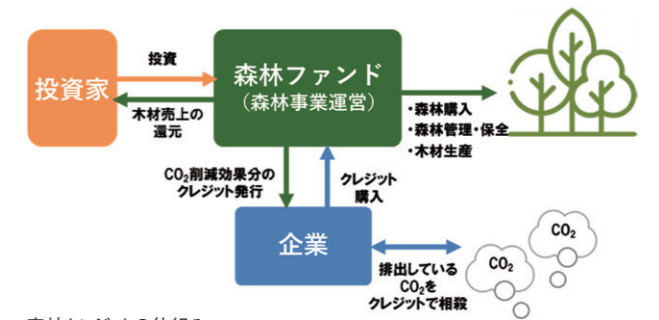 投資家
投資
木材売上の
還元
森林ファンド
（森林事業運営）
・森林購入
・森林管理・保全
・木材生産
CO₂削減効果分の
クレジット発行
クレジット
購入
企業
排出している
CO₂を
クレジットで相殺
CO₂
CO₂